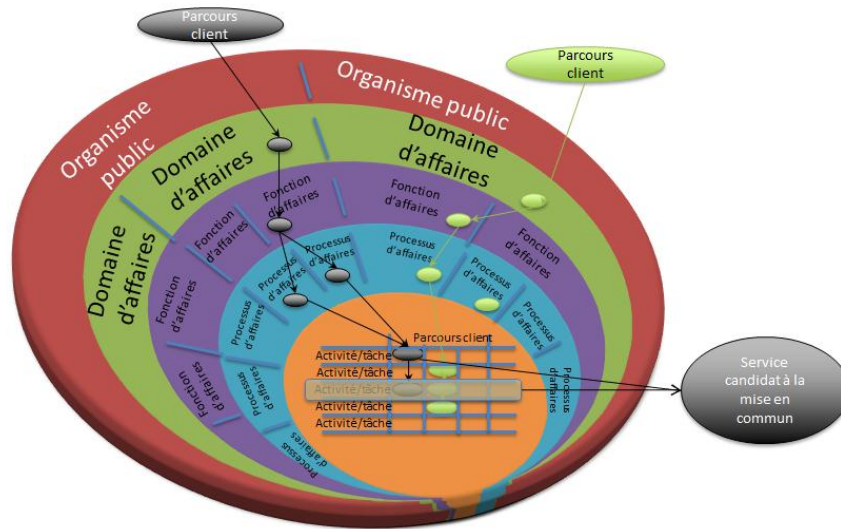 Parcours
client
Parcours
client
Organisme
public
Organisme public
Domaine
d'affaires
Domaine
d'affaires
Domaine
d'affaires
Fonction
d'affaires
Fonction
d'affaires
Fonction
d'affaires
Fonction
d'affaires
Fonction
d'affaires
Fonction
d'affaires
Processus
d'affaires
Processus
d'affaires
Processus
d'affaires
Processus
d'affaires
Processus
d'affaires
Processus
d'affaires
Processus
d'affaires
Processus
d'affaires
Processus
d'affaires
Parcours client
Activité/tâche
Activité/tâche
Activité/tâche
Activité/tâche
Activité/tâche
Service
candidat à la
mise en
commun